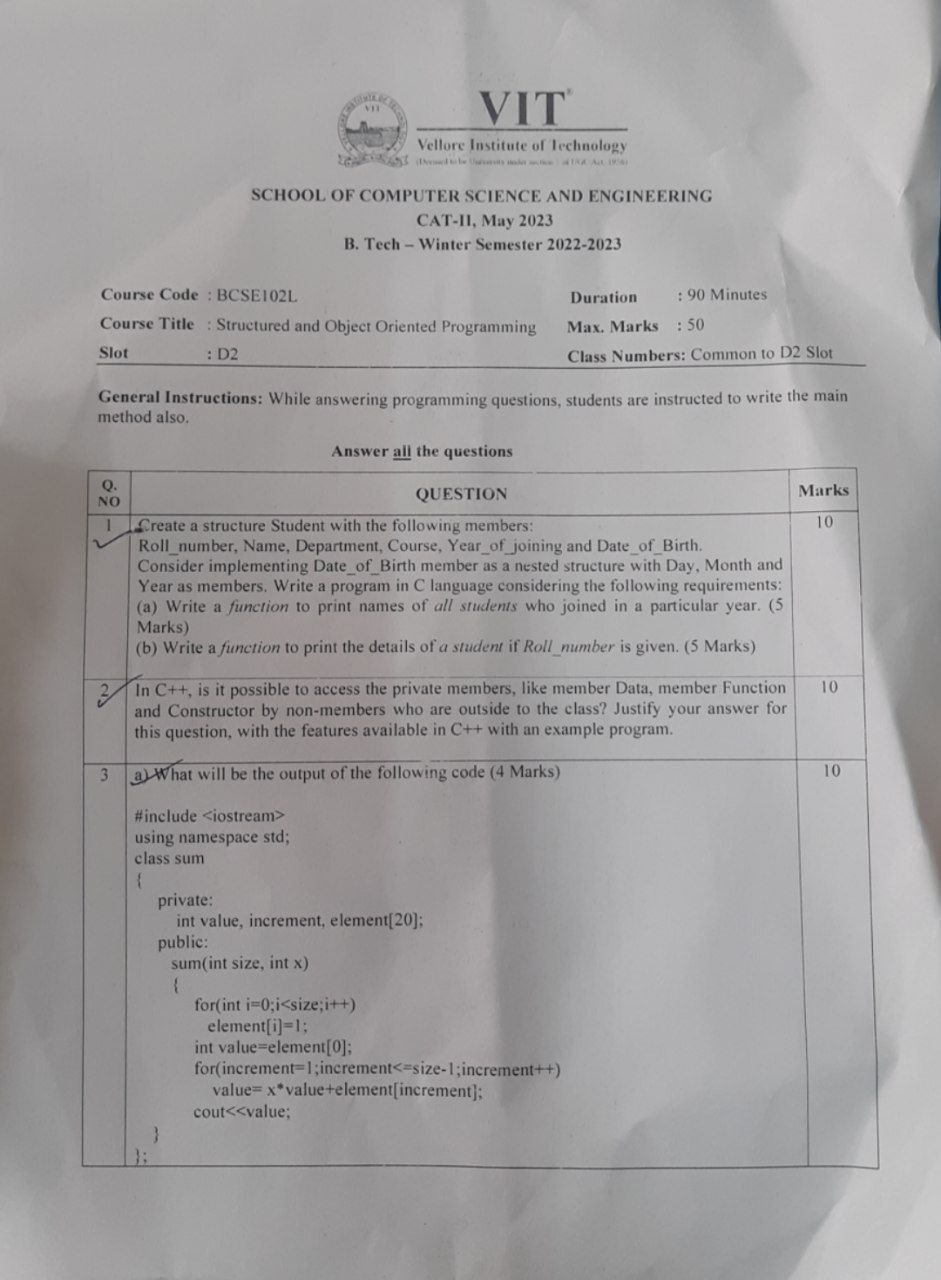 VIT
VIT
Vellore Institute of Technology
(Deemed to be University under section 3 of UGC Act, 1956)
SCHOOL OF COMPUTER SCIENCE AND ENGINEERING
CAT-II, May 2023
B. Tech – Winter Semester 2022-2023
Course Code : BCSE102L
Duration : 90 Minutes
Course Title : Structured and Object Oriented Programming
Max. Marks : 50
Slot : D2
Class Numbers: Common to D2 Slot
General Instructions: While answering programming questions, students are instructed to write the main
method also.
Answer all the questions
Q. NO QUESTION Marks
1 Create a structure Student with the following members: 10
Roll_number, Name, Department, Course, Year_of_joining and Date_of_Birth.
Consider implementing Date_of_Birth member as a nested structure with Day, Month and
Year as members. Write a program in C language considering the following requirements:
(a) Write a function to print names of all students who joined in a particular year. (5
Marks)
(b) Write a function to print the details of a student if Roll_number is given. (5 Marks)
2 In C++, is it possible to access the private members, like member Data, member Function 10
and Constructor by non-members who are outside to the class? Justify your answer for
this question, with the features available in C++ with an example program.
3 a) What will be the output of the following code (4 Marks) 10
#include <iostream>
using namespace std;
class sum
{
private:
int value, increment, element[20];
public:
sum(int size, int x)
{
for(int i=0;i<size;i++)
element[i]=1;
int value=element[0];
for(increment=1;increment<=size-1;increment++)
value= x*value+element[increment];
cout<<value;
}
};